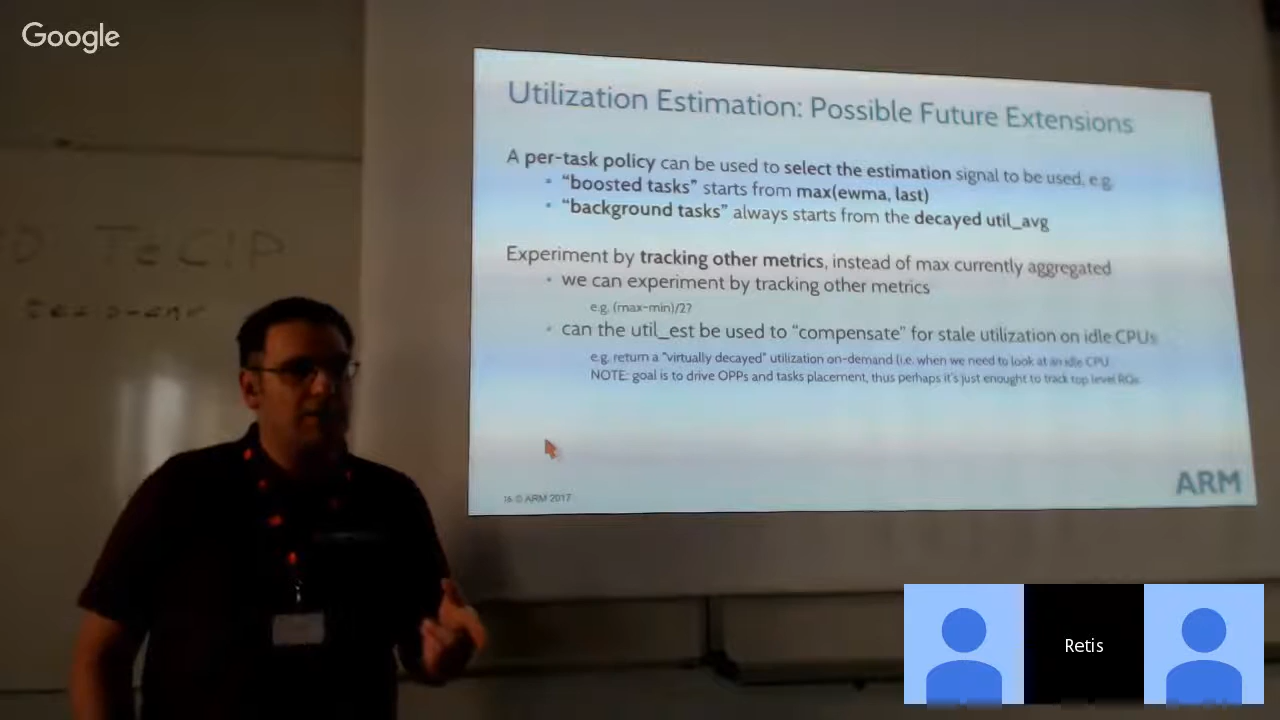 Google
Utilization Estimation: Possible Future Extensions
A per-task policy can be used to select the estimation signal to be used, e.g.
• "boosted tasks" starts from max(ewma, last)
• "background tasks" always starts from the decayed util_avg
Experiment by tracking other metrics, instead of max currently aggregated
• we can experiment by tracking other metrics
e.g. (max-min)/2?
• can the util_est be used to "compensate" for stale utilization on idle CPUs
e.g. return a "virtually decayed" utilization on-demand (i.e. when we need to look at an idle CPU
NOTE: goal is to drive OPPs and tasks placement, thus perhaps it's just enought to track top level RQs
16 © ARM 2017
ARM
TeCIP
Retis